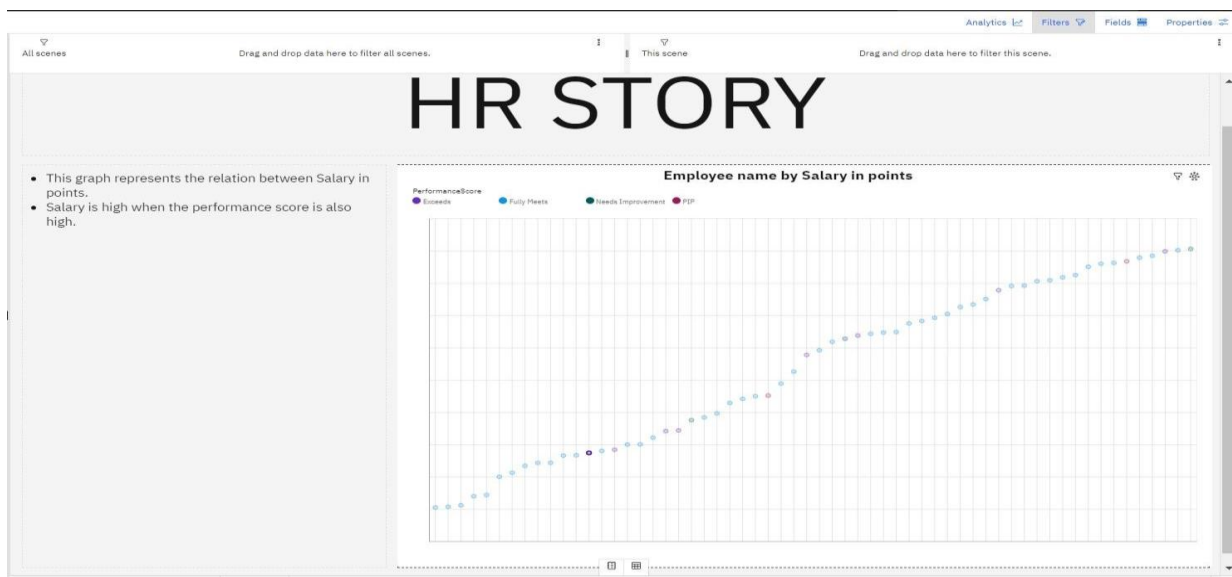 Analytics
Filters
Fields
Properties
All scenes
Drag and drop data here to filter all scenes.
This scene
Drag and drop data here to filter this scene.
HR STORY
• This graph represents the relation between Salary in
points.
• Salary is high when the performance score is also
high.
Employee name by Salary in points
PerformanceScore
Exceeds
Fully Meets
Needs Improvement
PIP